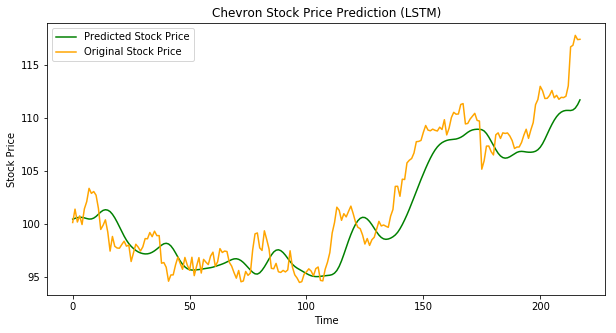 Chevron Stock Price Prediction (LSTM)
Predicted Stock Price
Original Stock Price
115
110
105
100
95
Stock Price
0
50
100
150
200
Time